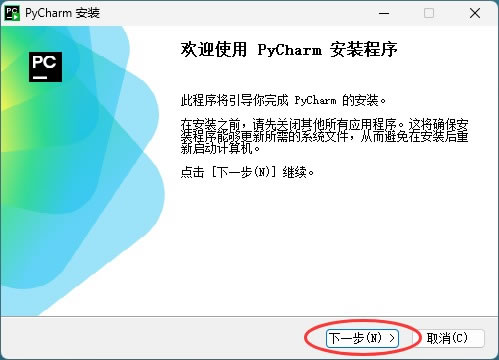 PyCharm 安装
PC
欢迎使用 PyCharm 安装程序
此程序将引导你完成 PyCharm 的安装。
在安装之前，请先关闭其他所有应用程序。这将确保安
装程序能够更新所需的系统文件，从而避免在安装后重
新启动计算机。
点击 [下一步(N)] 继续。
下一步(N) >
取消(C)